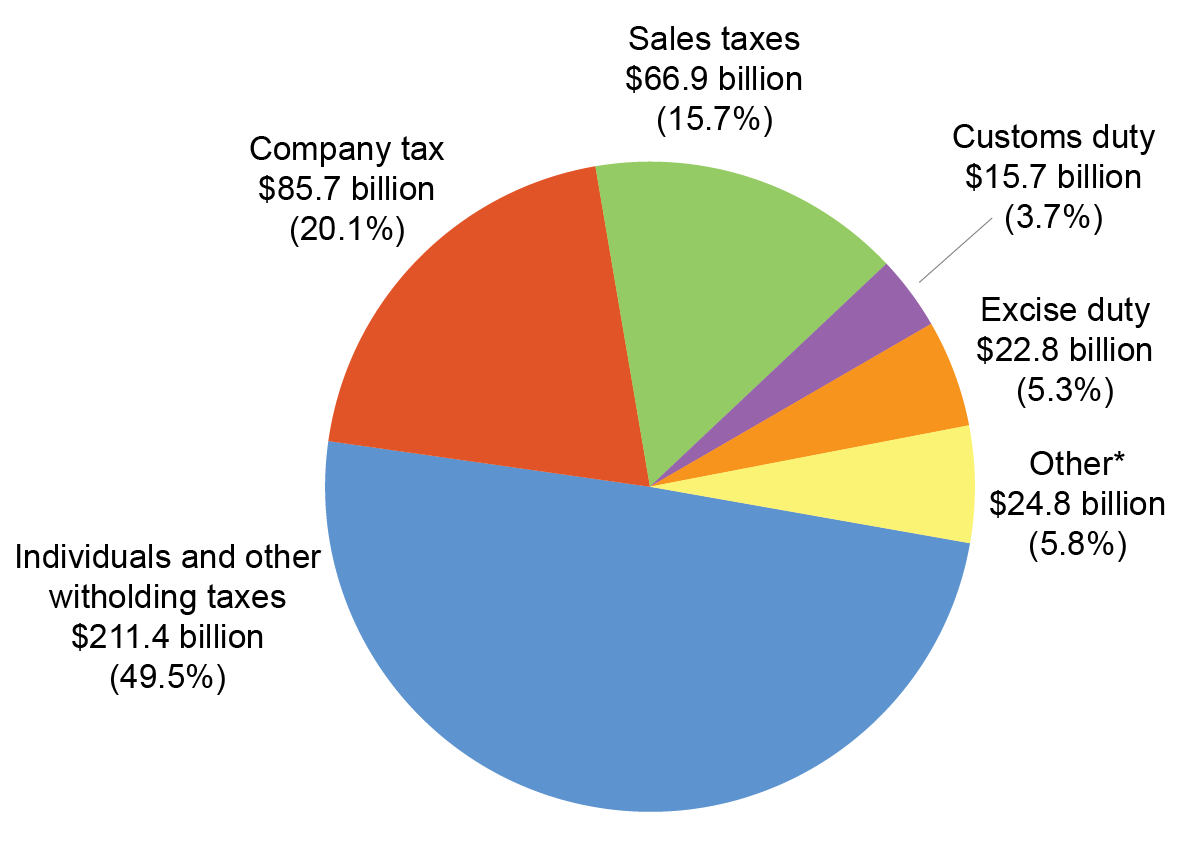 Sales taxes
$66.9 billion
(15.7%)
Customs duty
$15.7 billion
(3.7%)
Company tax
$85.7 billion
(20.1%)
Excise duty
$22.8 billion
(5.3%)
Other*
$24.8 billion
(5.8%)
Individuals and other
witholding taxes
$211.4 billion
(49.5%)